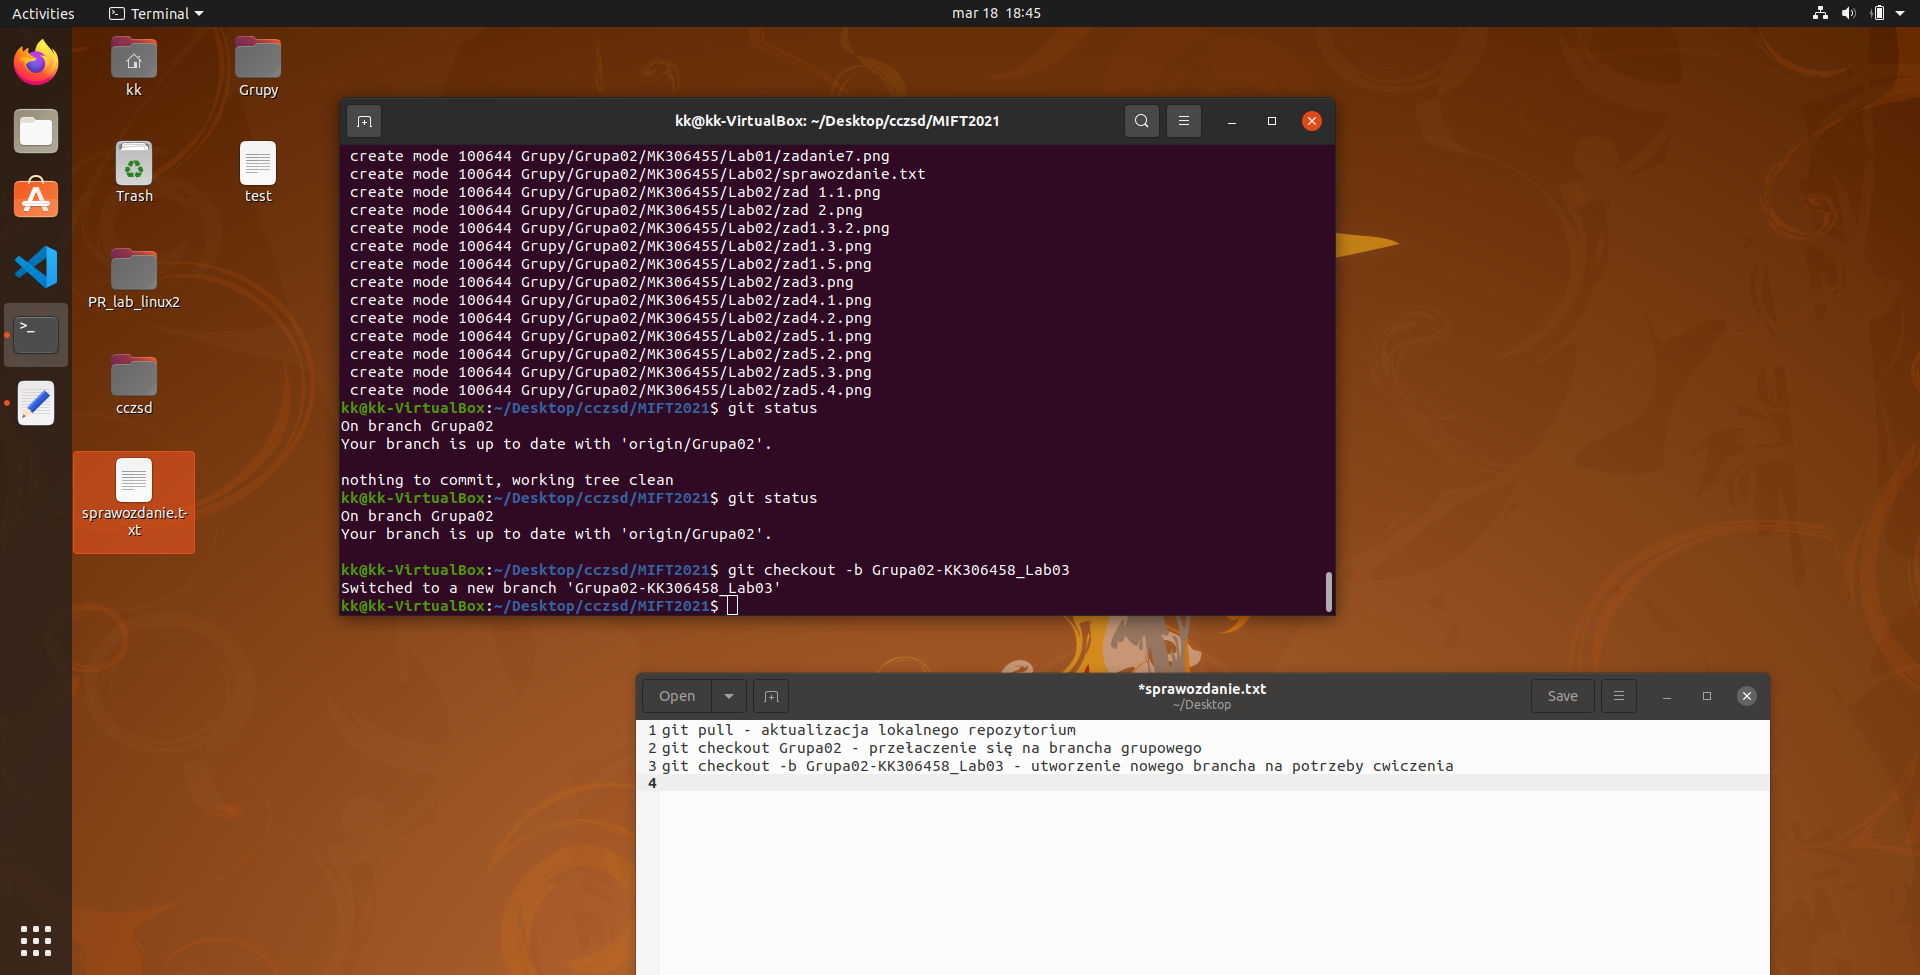 Activities
Terminal
mar 18 18:45
kk
Grupy
Trash
test
PR_lab_linux2
cczsd
sprawozdanie.t-
xt
kk@kk-VirtualBox: ~/Desktop/cczsd/MIFT2021
create mode 100644 Grupy/Grupa02/MK306455/Lab01/zadanie7.png
create mode 100644 Grupy/Grupa02/MK306455/Lab02/sprawozdanie.txt
create mode 100644 Grupy/Grupa02/MK306455/Lab02/zad 1.1.png
create mode 100644 Grupy/Grupa02/MK306455/Lab02/zad 2.png
create mode 100644 Grupy/Grupa02/MK306455/Lab02/zad1.3.2.png
create mode 100644 Grupy/Grupa02/MK306455/Lab02/zad1.3.png
create mode 100644 Grupy/Grupa02/MK306455/Lab02/zad1.5.png
create mode 100644 Grupy/Grupa02/MK306455/Lab02/zad3.png
create mode 100644 Grupy/Grupa02/MK306455/Lab02/zad4.1.png
create mode 100644 Grupy/Grupa02/MK306455/Lab02/zad4.2.png
create mode 100644 Grupy/Grupa02/MK306455/Lab02/zad5.1.png
create mode 100644 Grupy/Grupa02/MK306455/Lab02/zad5.2.png
create mode 100644 Grupy/Grupa02/MK306455/Lab02/zad5.3.png
create mode 100644 Grupy/Grupa02/MK306455/Lab02/zad5.4.png
kk@kk-VirtualBox:~/Desktop/cczsd/MIFT2021$ git status
On branch Grupa02
Your branch is up to date with 'origin/Grupa02'.
nothing to commit, working tree clean
kk@kk-VirtualBox:~/Desktop/cczsd/MIFT2021$ git status
On branch Grupa02
Your branch is up to date with 'origin/Grupa02'.
kk@kk-VirtualBox:~/Desktop/cczsd/MIFT2021$ git checkout -b Grupa02-KK306458_Lab03
Switched to a new branch 'Grupa02-KK306458_Lab03'
kk@kk-VirtualBox:~/Desktop/cczsd/MIFT2021$
Open
*sprawozdanie.txt
~/Desktop
Save
1 git pull - aktualizacja lokalnego repozytorium
2 git checkout Grupa02 - przełaczenie się na brancha grupowego
3 git checkout -b Grupa02-KK306458_Lab03 - utworzenie nowego brancha na potrzeby cwiczenia
4